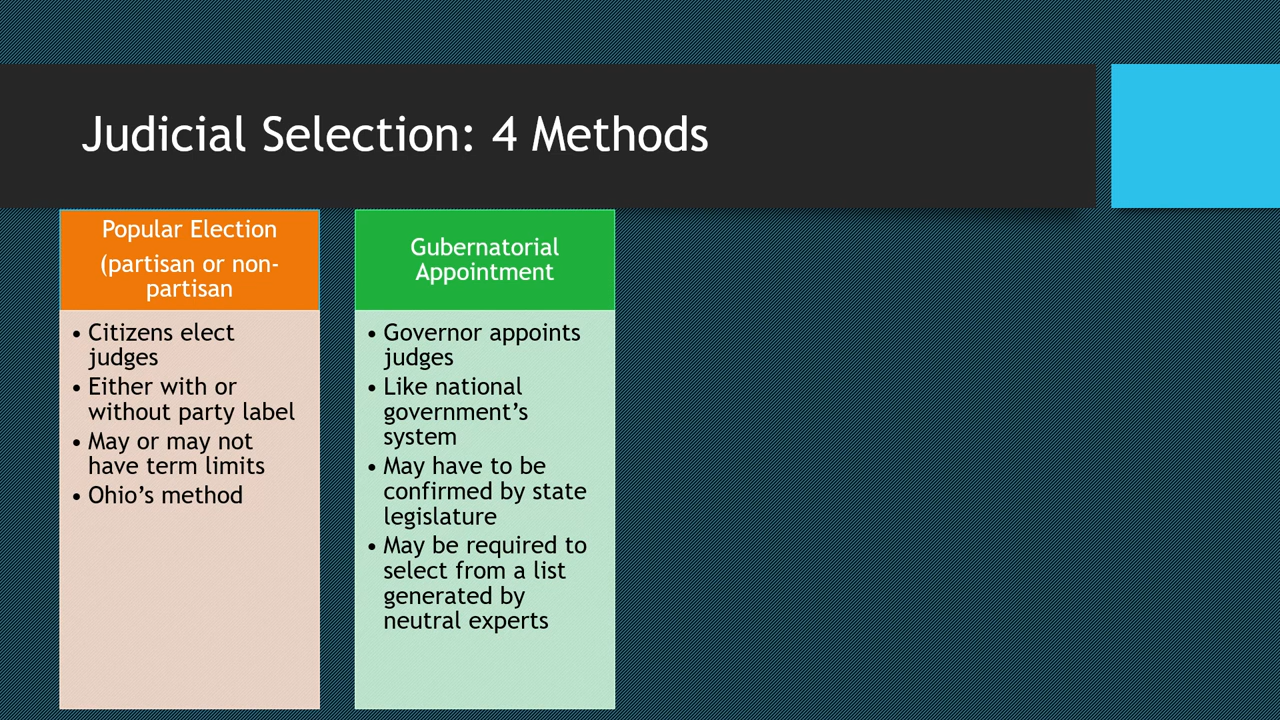 Judicial Selection: 4 Methods
Popular Election
(partisan or non-
partisan
• Citizens elect
judges
• Either with or
without party label
• May or may not
have term limits
• Ohio’s method
Gubernatorial
Appointment
• Governor appoints
judges
• Like national
government’s
system
• May have to be
confirmed by state
legislature
• May be required to
select from a list
generated by
neutral experts